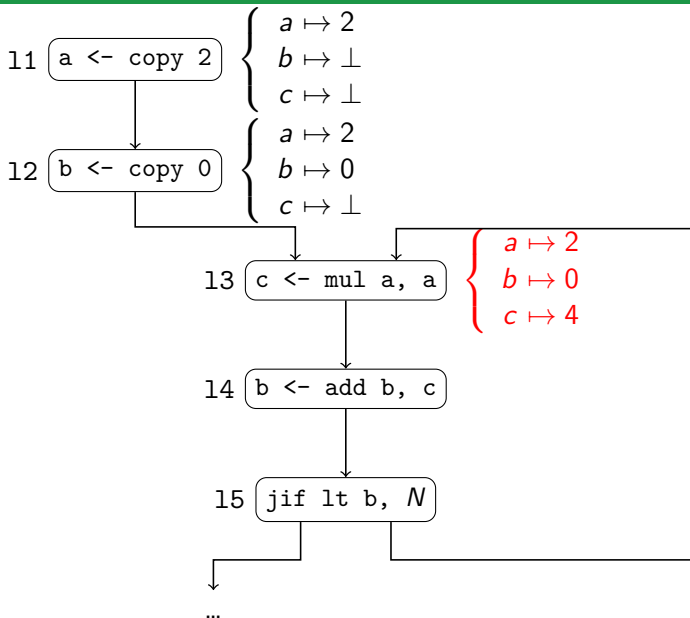 a ↦ 2
l1 a <- copy 2 b ↦ ⊥
c ↦ ⊥
a ↦ 2
l2 b <- copy 0 b ↦ 0
c ↦ ⊥
a ↦ 2
l3 c <- mul a, a b ↦ 0
c ↦ 4
l4 b <- add b, c
l5 jif lt b, N
…